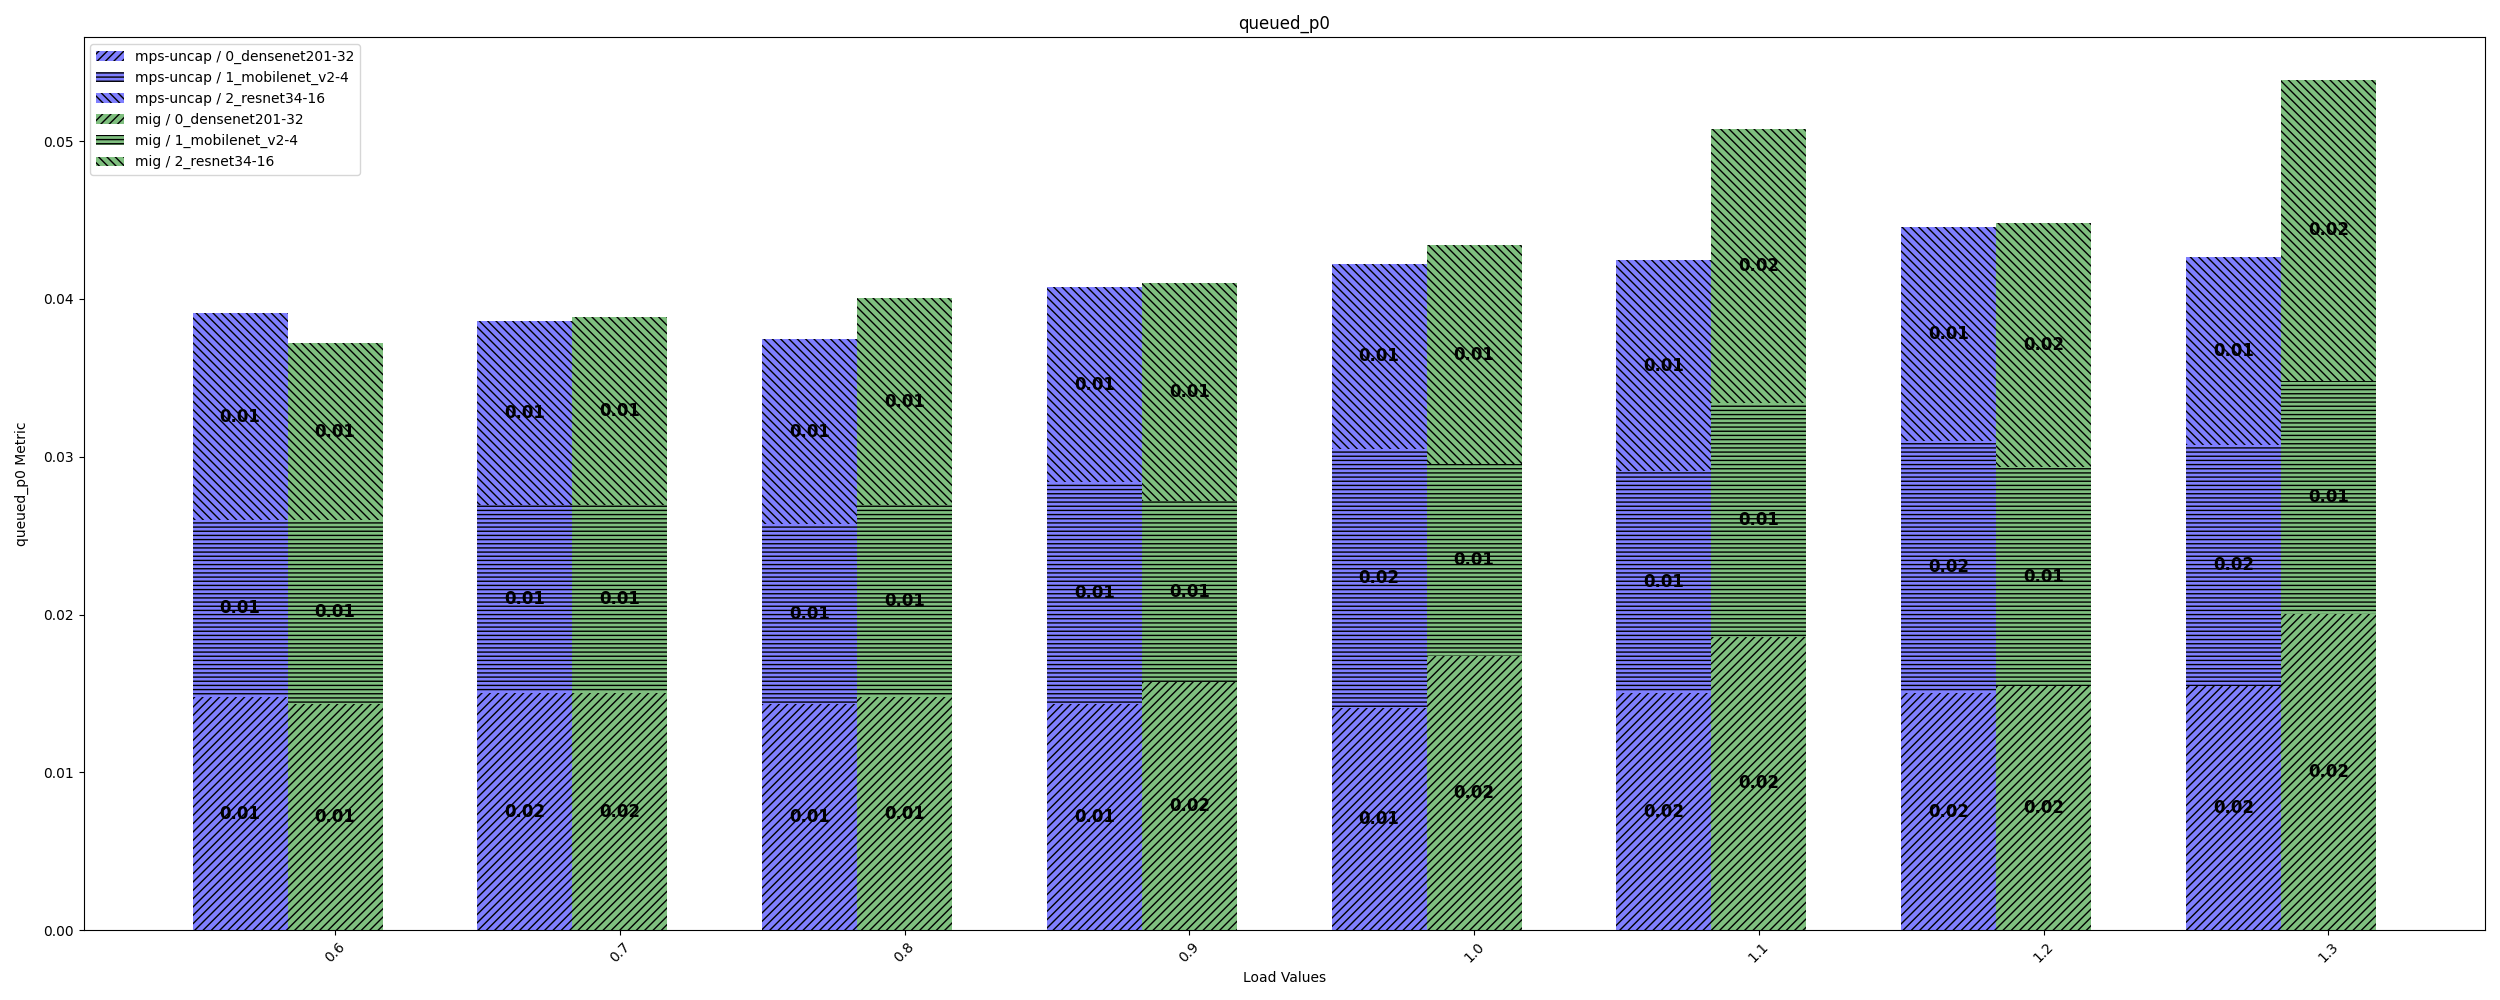 queued_p0
mps-uncap / 0_densenet201-32
mps-uncap / 1_mobilenet_v2-4
mps-uncap / 2_resnet34-16
mig / 0_densenet201-32
mig / 1_mobilenet_v2-4
mig / 2_resnet34-16
queued_p0 Metric
0.05
0.04
0.03
0.02
0.01
0.00
0.01 0.01 0.01 0.01 0.01 0.01 0.01 0.01 0.01 0.01 0.01 0.02 0.01 0.02 0.01 0.02
0.01 0.01 0.01 0.01 0.01 0.01 0.01 0.01 0.02 0.01 0.01 0.01 0.02 0.01 0.02 0.01
0.01 0.01 0.02 0.02 0.01 0.01 0.01 0.02 0.01 0.02 0.02 0.02 0.02 0.02 0.02 0.02
0.6 0.7 0.8 0.9 1.0 1.1 1.2 1.3
Load Values